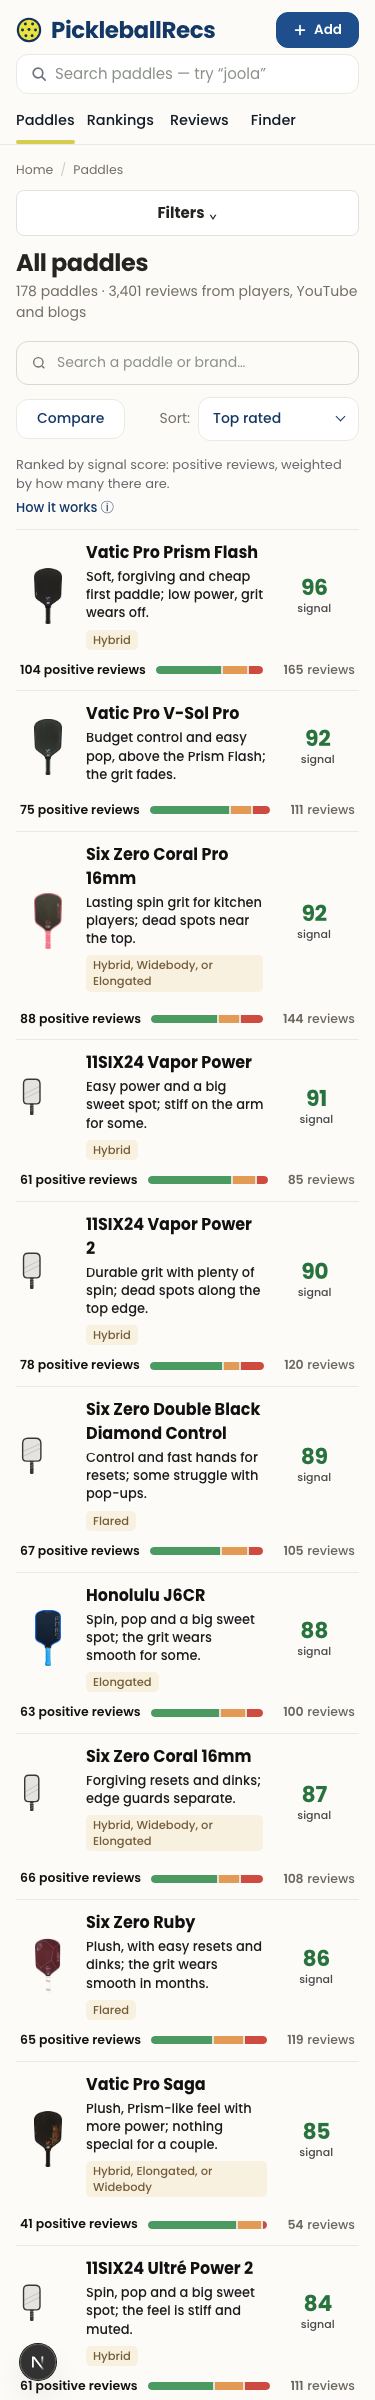 PickleballRecs
+ Add
Search paddles — try “joola”
Paddles Rankings Reviews Finder
Home / Paddles
Filters
All paddles
178 paddles · 3,401 reviews from players, YouTube
and blogs
Search a paddle or brand…
Compare
Sort:
Top rated
Ranked by signal score: positive reviews, weighted
by how many there are.
How it works ⓘ
Vatic Pro Prism Flash
Soft, forgiving and cheap
first paddle; low power, grit
wears off.
Hybrid
96
signal
104 positive reviews
165 reviews
Vatic Pro V-Sol Pro
Budget control and easy
pop, above the Prism Flash;
the grit fades.
92
signal
75 positive reviews
111 reviews
Six Zero Coral Pro
16mm
Lasting spin grit for kitchen
players; dead spots near
the top.
Hybrid, Widebody, or
Elongated
92
signal
88 positive reviews
144 reviews
11SIX24 Vapor Power
Easy power and a big
sweet spot; stiff on the arm
for some.
Hybrid
91
signal
61 positive reviews
85 reviews
11SIX24 Vapor Power
2
Durable grit with plenty of
spin; dead spots along the
top edge.
Hybrid
90
signal
78 positive reviews
120 reviews
Six Zero Double Black
Diamond Control
Control and fast hands for
resets; some struggle with
pop-ups.
Flared
89
signal
67 positive reviews
105 reviews
Honolulu J6CR
Spin, pop and a big sweet
spot; the grit wears
smooth for some.
Elongated
88
signal
63 positive reviews
100 reviews
Six Zero Coral 16mm
Forgiving resets and dinks;
edge guards separate.
Hybrid, Widebody, or
Elongated
87
signal
66 positive reviews
108 reviews
Six Zero Ruby
Plush, with easy resets and
dinks; the grit wears
smooth in months.
Flared
86
signal
65 positive reviews
119 reviews
Vatic Pro Saga
Plush, Prism-like feel with
more power; nothing
special for a couple.
Hybrid, Elongated, or
Widebody
85
signal
41 positive reviews
54 reviews
11SIX24 Ultré Power 2
Spin, pop and a big sweet
spot; the feel is stiff and
muted.
Hybrid
84
signal
N
61 positive reviews
111 reviews